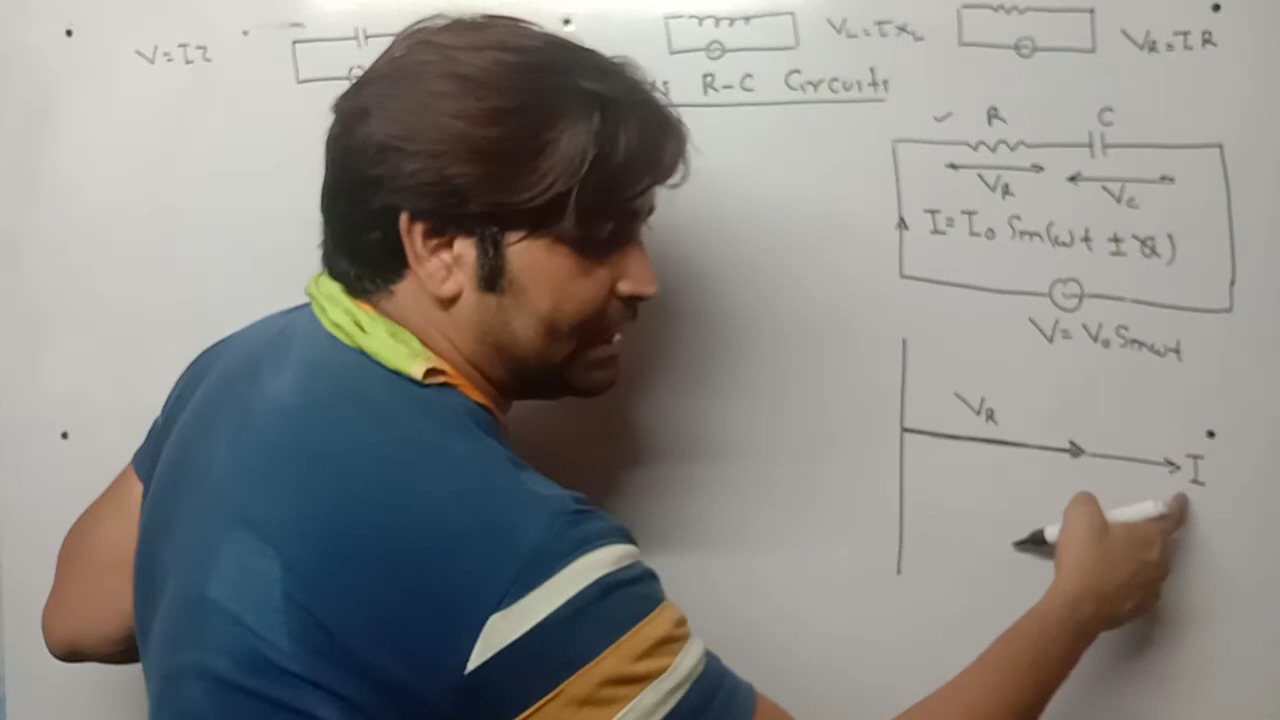 V=IZ
VL=IXL
VR=IR
R-C Circuits
R
C
VR
Vc
I=I0 Sin(ωt ± Φ)
V= V0 Sinωt
VR
I